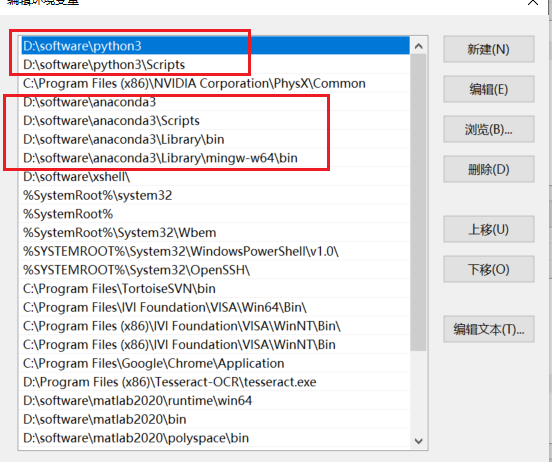 编辑环境变量
D:\software\python3
D:\software\python3\Scripts
C:\Program Files (x86)\NVIDIA Corporation\PhysX\Common
D:\software\anaconda3
D:\software\anaconda3\Scripts
D:\software\anaconda3\Library\bin
D:\software\anaconda3\Library\mingw-w64\bin
D:\software\xshell\
%SystemRoot%\system32
%SystemRoot%
%SystemRoot%\System32\Wbem
%SYSTEMROOT%\System32\WindowsPowerShell\v1.0\
%SYSTEMROOT%\System32\OpenSSH\
C:\Program Files\TortoiseSVN\bin
C:\Program Files\IVI Foundation\VISA\Win64\Bin\
C:\Program Files (x86)\IVI Foundation\VISA\WinNT\Bin\
C:\Program Files (x86)\IVI Foundation\VISA\WinNT\Bin
C:\Program Files\Google\Chrome\Application
D:\Program Files (x86)\Tesseract-OCR\tesseract.exe
D:\software\matlab2020\runtime\win64
D:\software\matlab2020\bin
D:\software\matlab2020\polyspace\bin
新建(N)
编辑(E)
浏览(B)...
删除(D)
上移(U)
下移(O)
编辑文本(T)...